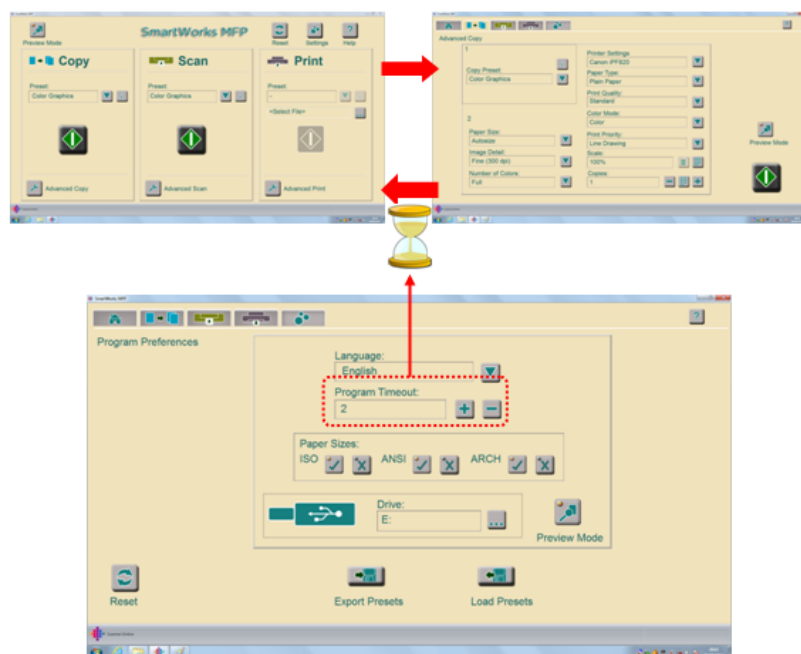 SmartWorks MFP
Preview Mode
Reset
Settings
Help
Copy
Preset:
Color Graphics
Advanced Copy
Scan
Preset:
Color Graphics
Advanced Scan
Print
Preset:
-
<Select File>
Advanced Print
Advanced Copy
1
Copy Preset:
Color Graphics
2
Paper Size:
Autosize
Image Detail:
Fine (300 dpi)
Number of Colors:
Full
Printer Settings:
Canon iPF825
Paper Type:
Plain Paper
Print Quality:
Standard
Color Mode:
Color
Print Priority:
Line Drawing
Scale:
100%
Copies:
1
Preview Mode
SmartWorks MFP
Program Preferences
Language:
English
Program Timeout:
2
Paper Sizes:
ISO ANSI ARCH
Drive:
E:
Preview Mode
Reset
Export Presets
Load Presets